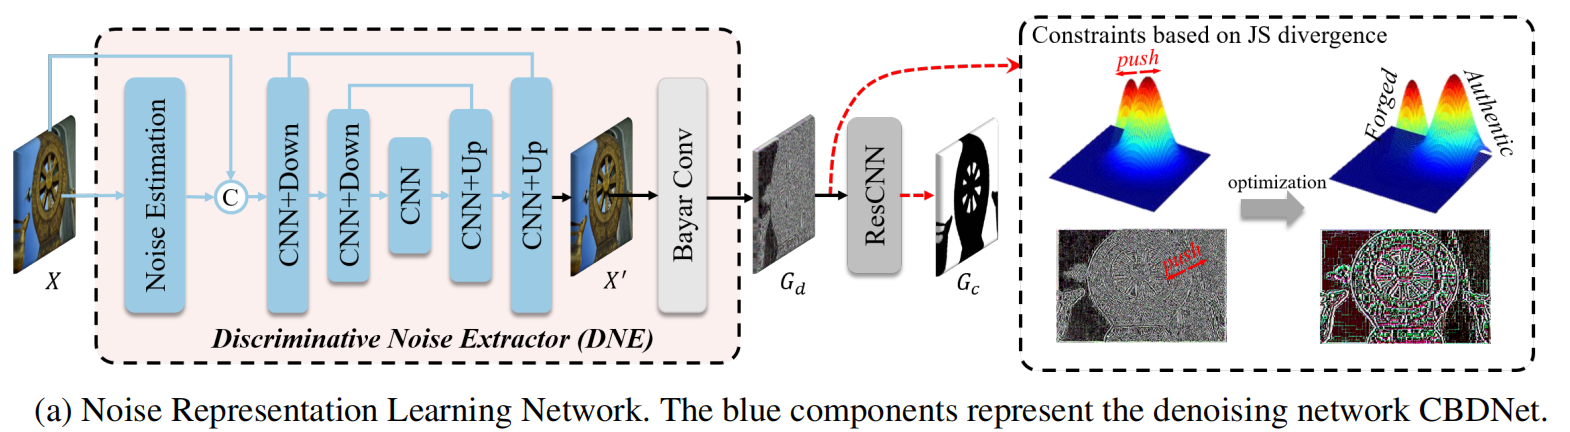 X
Noise Estimation
C
CNN+Down
CNN+Down
CNN
CNN+Up
CNN+Up
X′
Bayar Conv
Discriminative Noise Extractor (DNE)
G_d
ResCNN
G_c
Constraints based on JS divergence
push
Forged
Authentic
optimization
push
(a) Noise Representation Learning Network. The blue components represent the denoising network CBDNet.